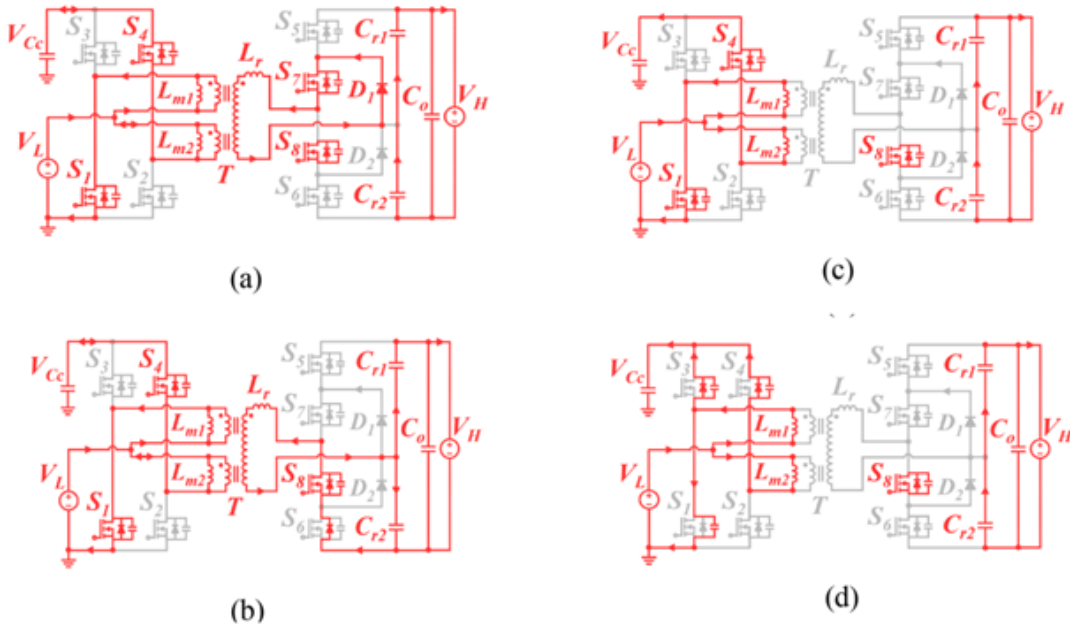 S3 S4 S5 Cr1
VCc
Lr S7
Lm1 D1 Co VH
VL Lm2 S8
S1 S2 T D2
S6 Cr2
(a)
S3 S4 S5 Cr1
VCc
Lr S7
Lm1 D1 Co VH
VL Lm2 S8
S1 S2 T D2
S6 Cr2
(c)
S3 S4 S5 Cr1
VCc
Lr S7
Lm1 D1 Co VH
VL Lm2 S8
S1 S2 T D2
S6 Cr2
(b)
S3 S4 S5 Cr1
VCc
Lr S7
Lm1 D1 Co VH
VL Lm2 S8
S1 S2 T D2
S6 Cr2
(d)